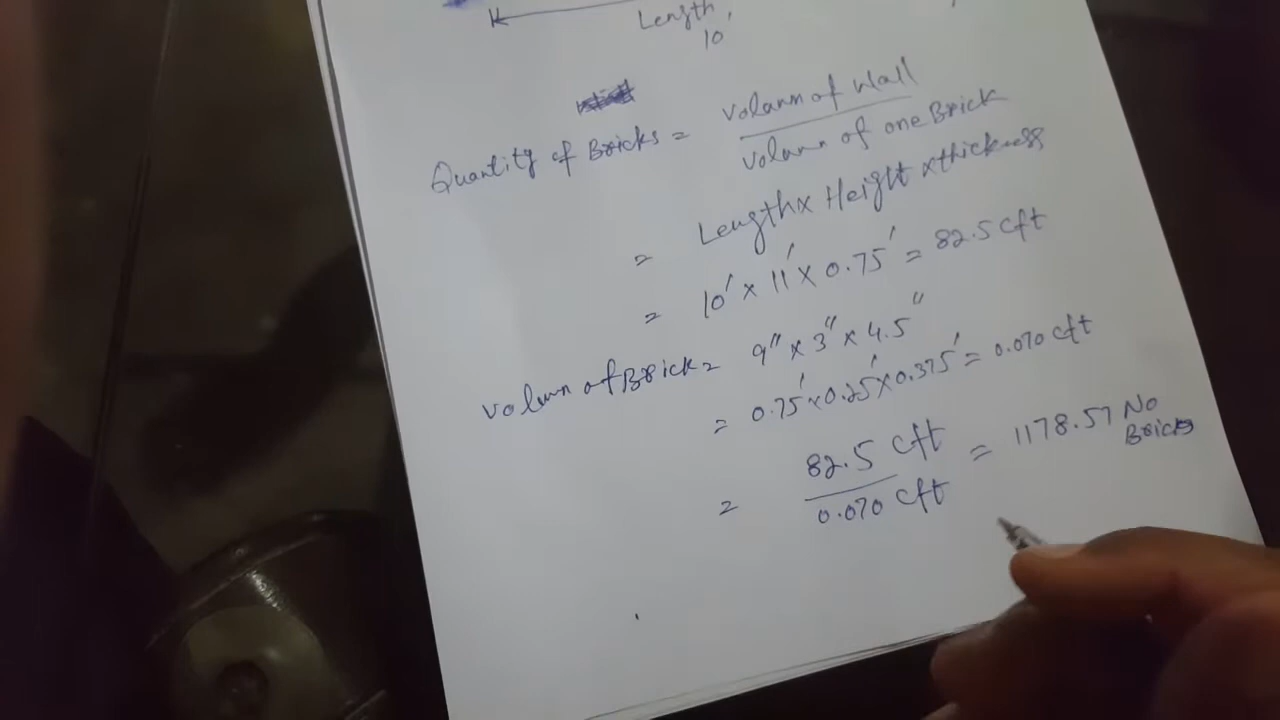 Length
10'
Quantity of Bricks = Volumn of Wall
Volumn of one Brick
= Length x Height x thickness
= 10' x 11' x 0.75' = 82.5 cft
Volumn of Brick = 9" x 3" x 4.5"
= 0.75' x 0.25' x 0.375' = 0.070 cft
= 82.5 cft / 0.070 cft = 1178.57 No
Bricks